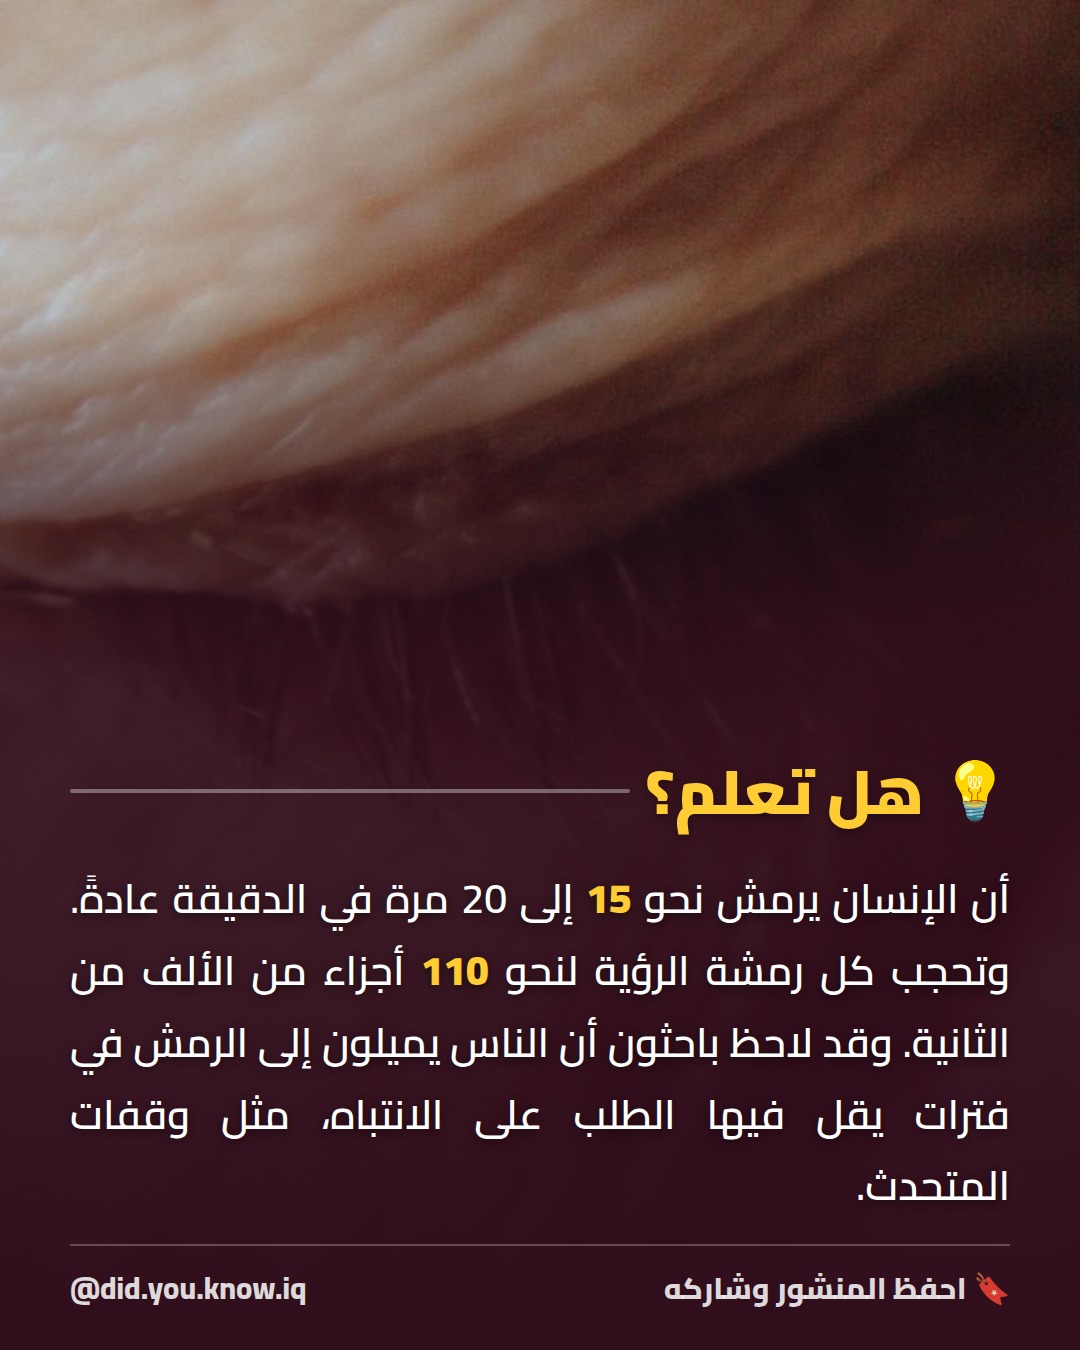 💡 هل تعلم؟
أن الإنسان يرمش نحو 15 إلى 20 مرة في الدقيقة عادةً.
وتحجب كل رمشة الرؤية لنحو 110 أجزاء من الألف من
الثانية. وقد لاحظ باحثون أن الناس يميلون إلى الرمش في
فترات يقل فيها الطلب على الانتباه، مثل وقفات
المتحدث.
🔖 احفظ المنشور وشاركه
@did.you.know.iq